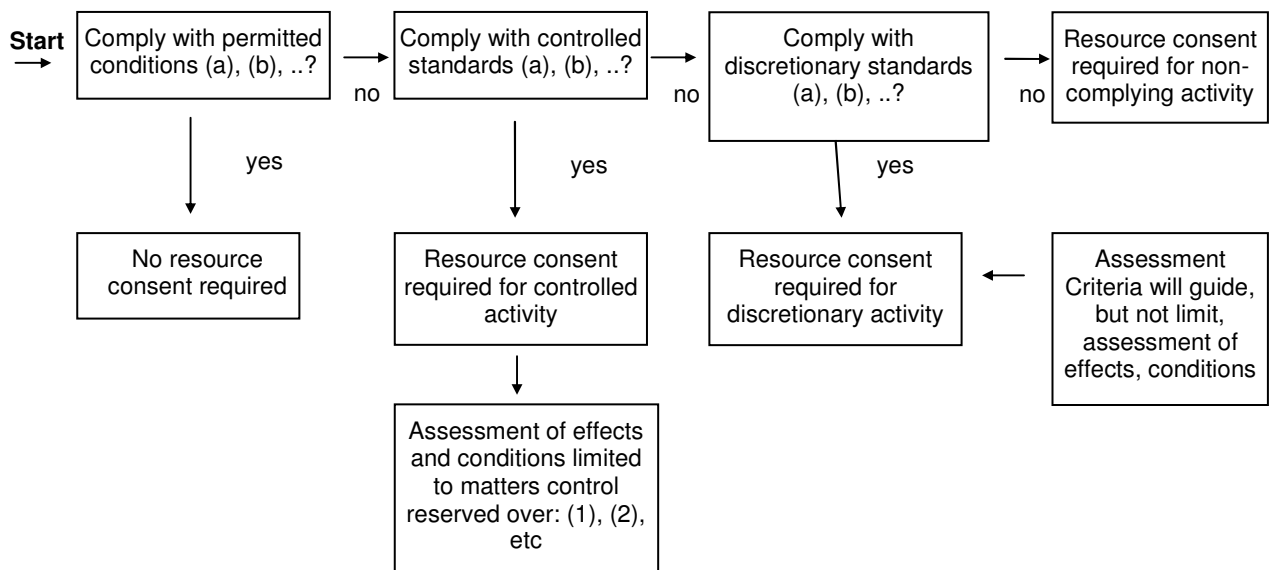 Start
Comply with permitted
conditions (a), (b), ..?
no
Comply with controlled
standards (a), (b), ..?
no
Comply with
discretionary standards
(a), (b), ..?
no
Resource consent
required for non-
complying activity
yes
yes
yes
No resource
consent required
Resource consent
required for controlled
activity
Resource consent
required for
discretionary activity
Assessment
Criteria will guide,
but not limit,
assessment of
effects, conditions
Assessment of effects
and conditions limited
to matters control
reserved over: (1), (2),
etc